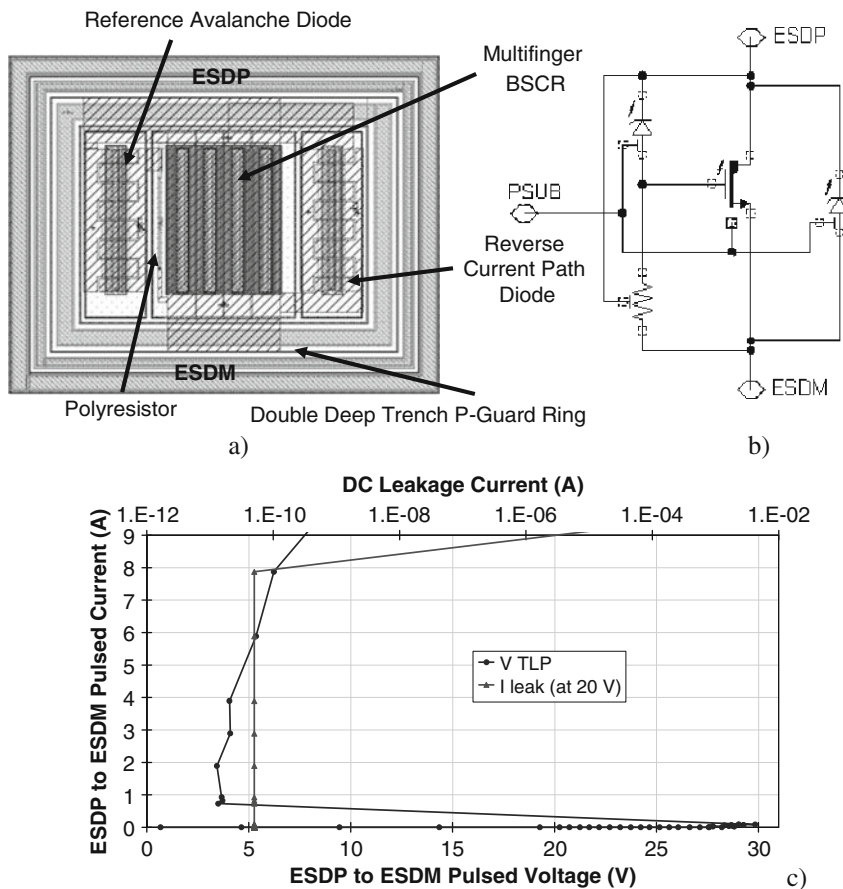 Reference Avalanche Diode
ESDP
Multifinger
BSCR
ESDP
PSUB
Reverse
Current Path
Diode
ESDM
ESDM
Polyresistor
Double Deep Trench P-Guard Ring
a)
b)
DC Leakage Current (A)
1.E-12 1.E-10 1.E-08 1.E-06 1.E-04 1.E-02
ESDP to ESDM Pulsed Current (A)
9
8
7
6
5
4
3
2
1
0
V TLP
I leak (at 20 V)
0 5 10 15 20 25 30
ESDP to ESDM Pulsed Voltage (V)
c)